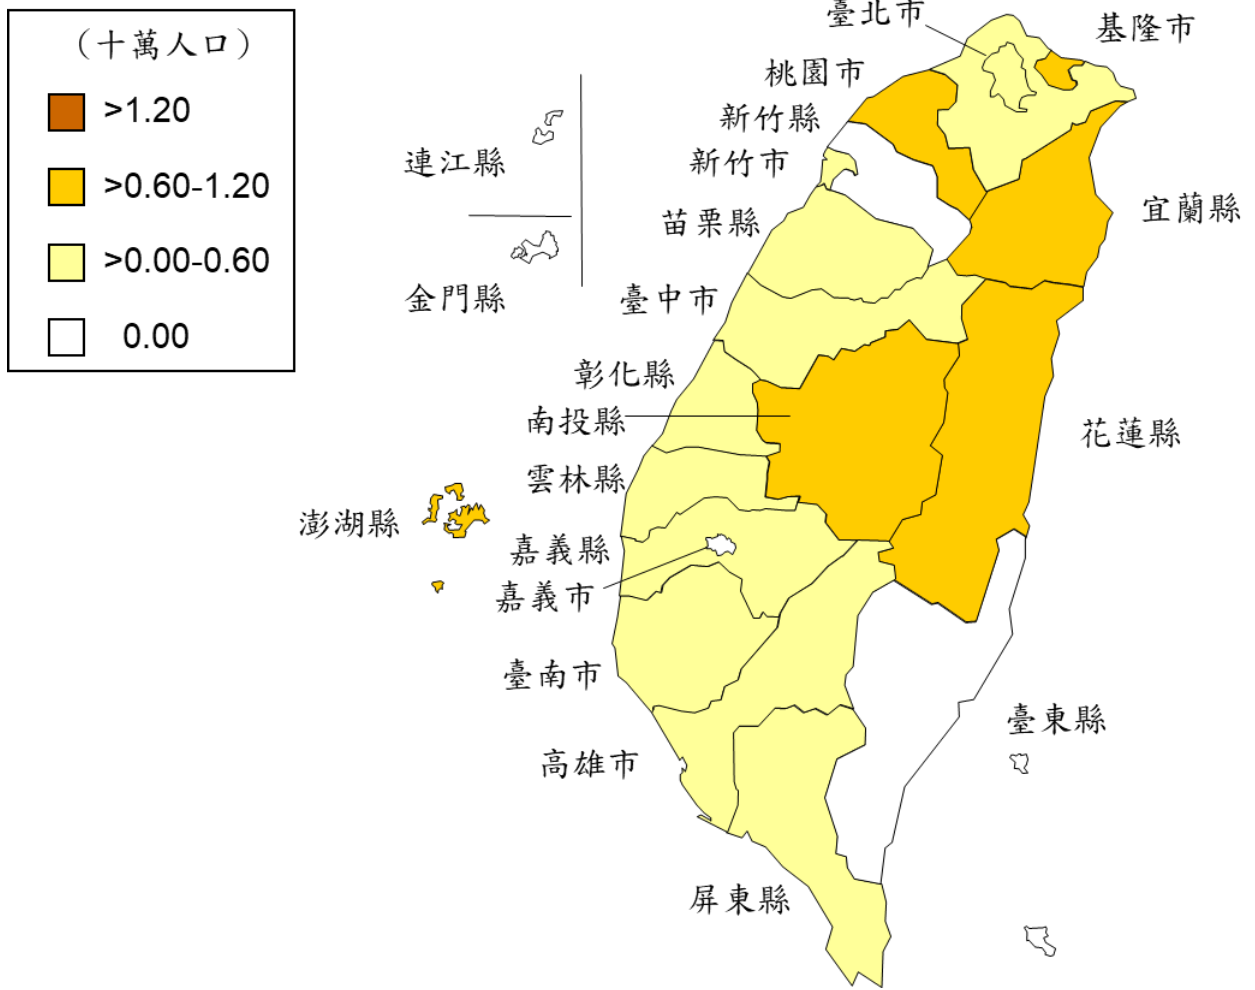 （十萬人口）
>1.20
>0.60-1.20
>0.00-0.60
0.00
臺北市
基隆市
桃園市
新竹縣
連江縣
新竹市
苗栗縣
宜蘭縣
金門縣
臺中市
彰化縣
南投縣
花蓮縣
雲林縣
澎湖縣
嘉義縣
嘉義市
臺南市
臺東縣
高雄市
屏東縣